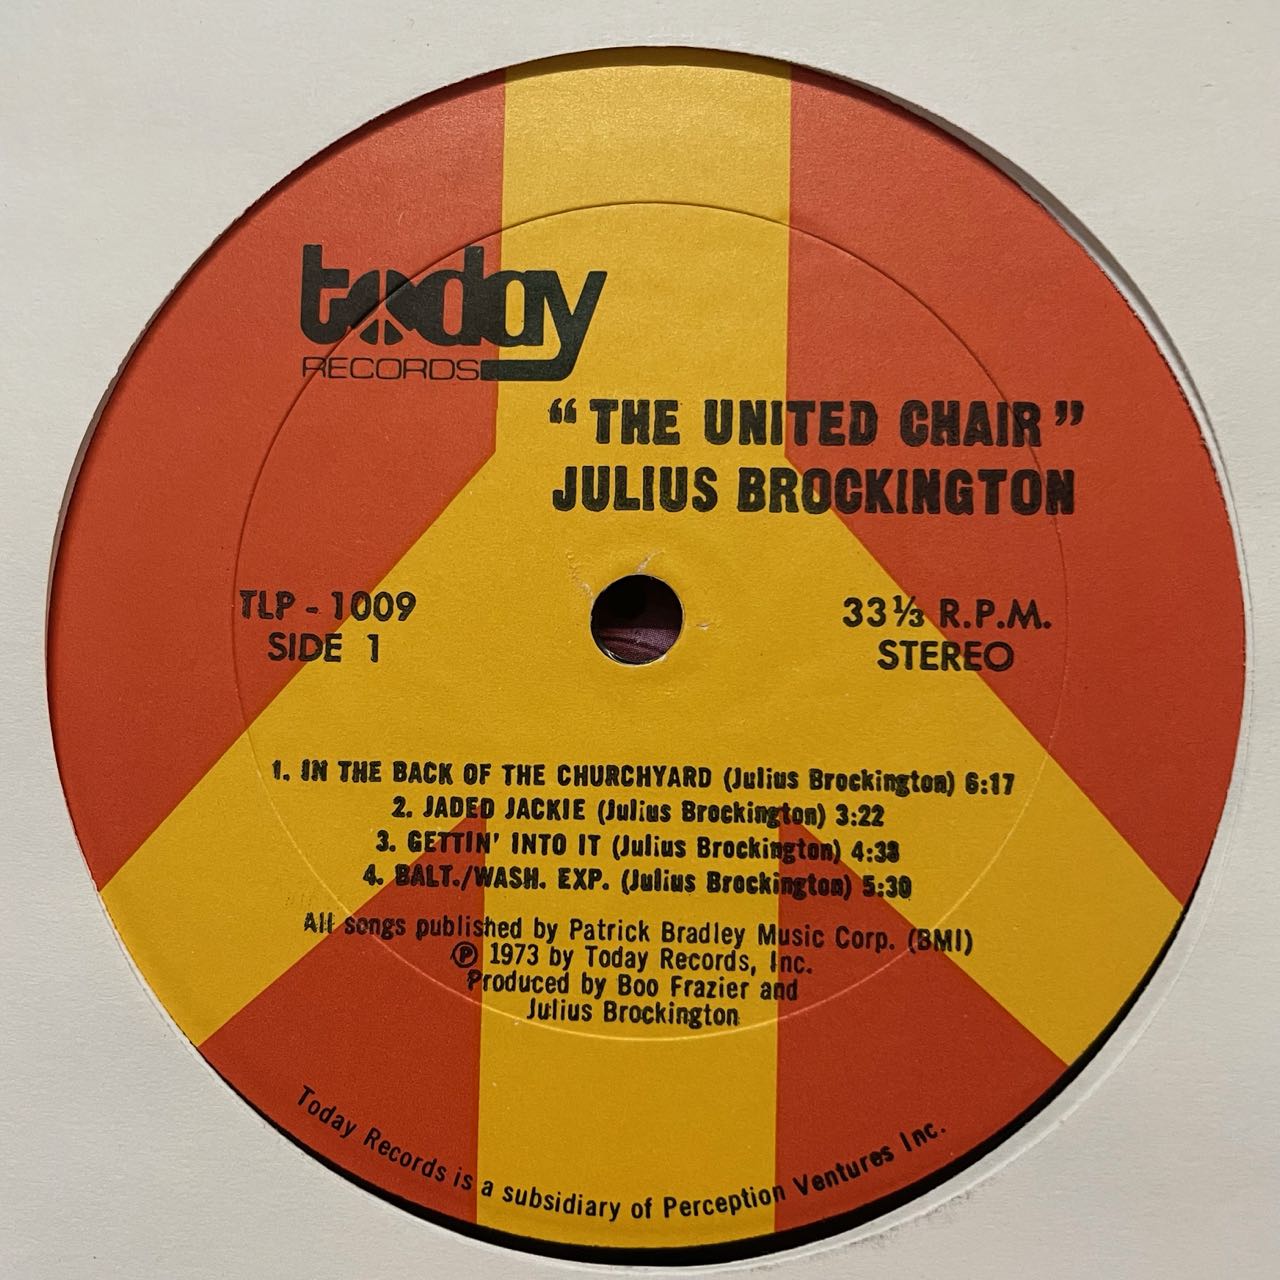 today
RECORDS
“THE UNITED CHAIR”
JULIUS BROCKINGTON
TLP - 1009
SIDE 1
33 ⅓ R.P.M.
STEREO
1. IN THE BACK OF THE CHURCHYARD (Julius Brockington) 6:17
2. JADED JACKIE (Julius Brockington) 3:22
3. GETTIN' INTO IT (Julius Brockington) 4:38
4. BALT./WASH. EXP. (Julius Brockington) 5:30
All songs published by Patrick Bradley Music Corp. (BMI)
℗ 1973 by Today Records, Inc.
Produced by Boo Frazier and
Julius Brockington
Today Records is a subsidiary of Perception Ventures Inc.